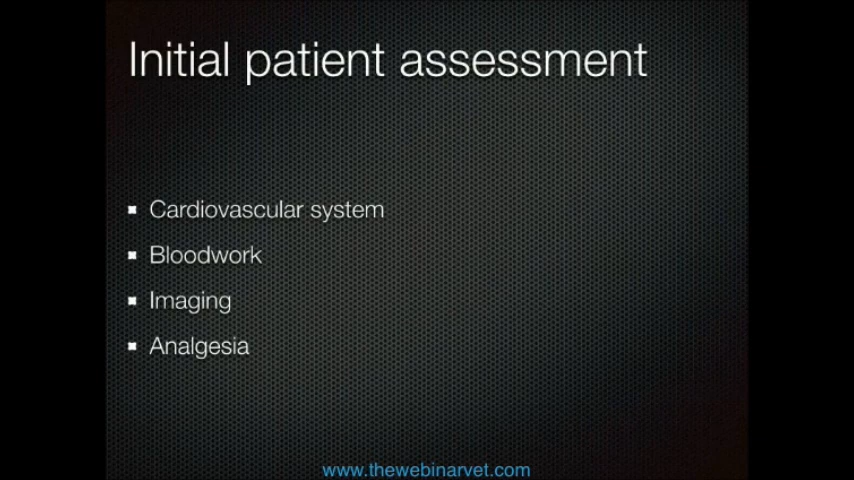 Initial patient assessment
Cardiovascular system
Bloodwork
Imaging
Analgesia
www.thewebinarvet.com